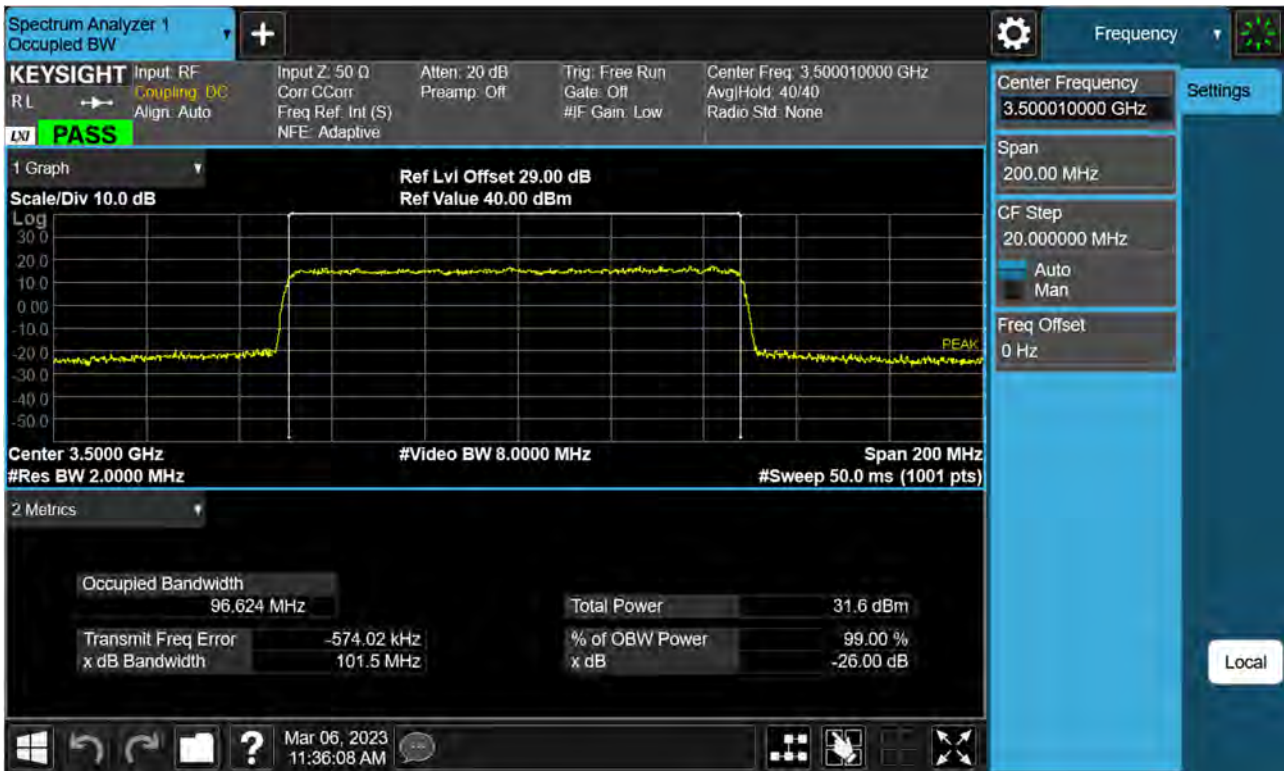 Spectrum Analyzer 1
Occupied BW
+
Frequency
KEYSIGHT
R L
LXI PASS
Input: RF
Coupling: DC
Align: Auto
Input Z: 50 Ω
Corr CCorr
Freq Ref: Int (S)
NFE: Adaptive
Atten: 20 dB
Preamp: Off
Trig: Free Run
Gate: Off
#IF Gain: Low
Center Freq: 3.500010000 GHz
Avg|Hold: 40/40
Radio Std: None
1 Graph
Scale/Div 10.0 dB
Ref Lvl Offset 29.00 dB
Ref Value 40.00 dBm
Log
30.0
20.0
10.0
0.00
-10.0
-20.0
-30.0
-40.0
-50.0
PEAK
Center 3.5000 GHz
#Video BW 8.0000 MHz
Span 200 MHz
#Res BW 2.0000 MHz
#Sweep 50.0 ms (1001 pts)
2 Metrics
Occupied Bandwidth
96.624 MHz
Total Power 31.6 dBm
Transmit Freq Error -574.02 kHz
% of OBW Power 99.00 %
x dB Bandwidth 101.5 MHz
x dB -26.00 dB
?
Mar 06, 2023
11:36:08 AM
Center Frequency
3.500010000 GHz
Settings
Span
200.00 MHz
CF Step
20.000000 MHz
Auto
Man
Freq Offset
0 Hz
Local